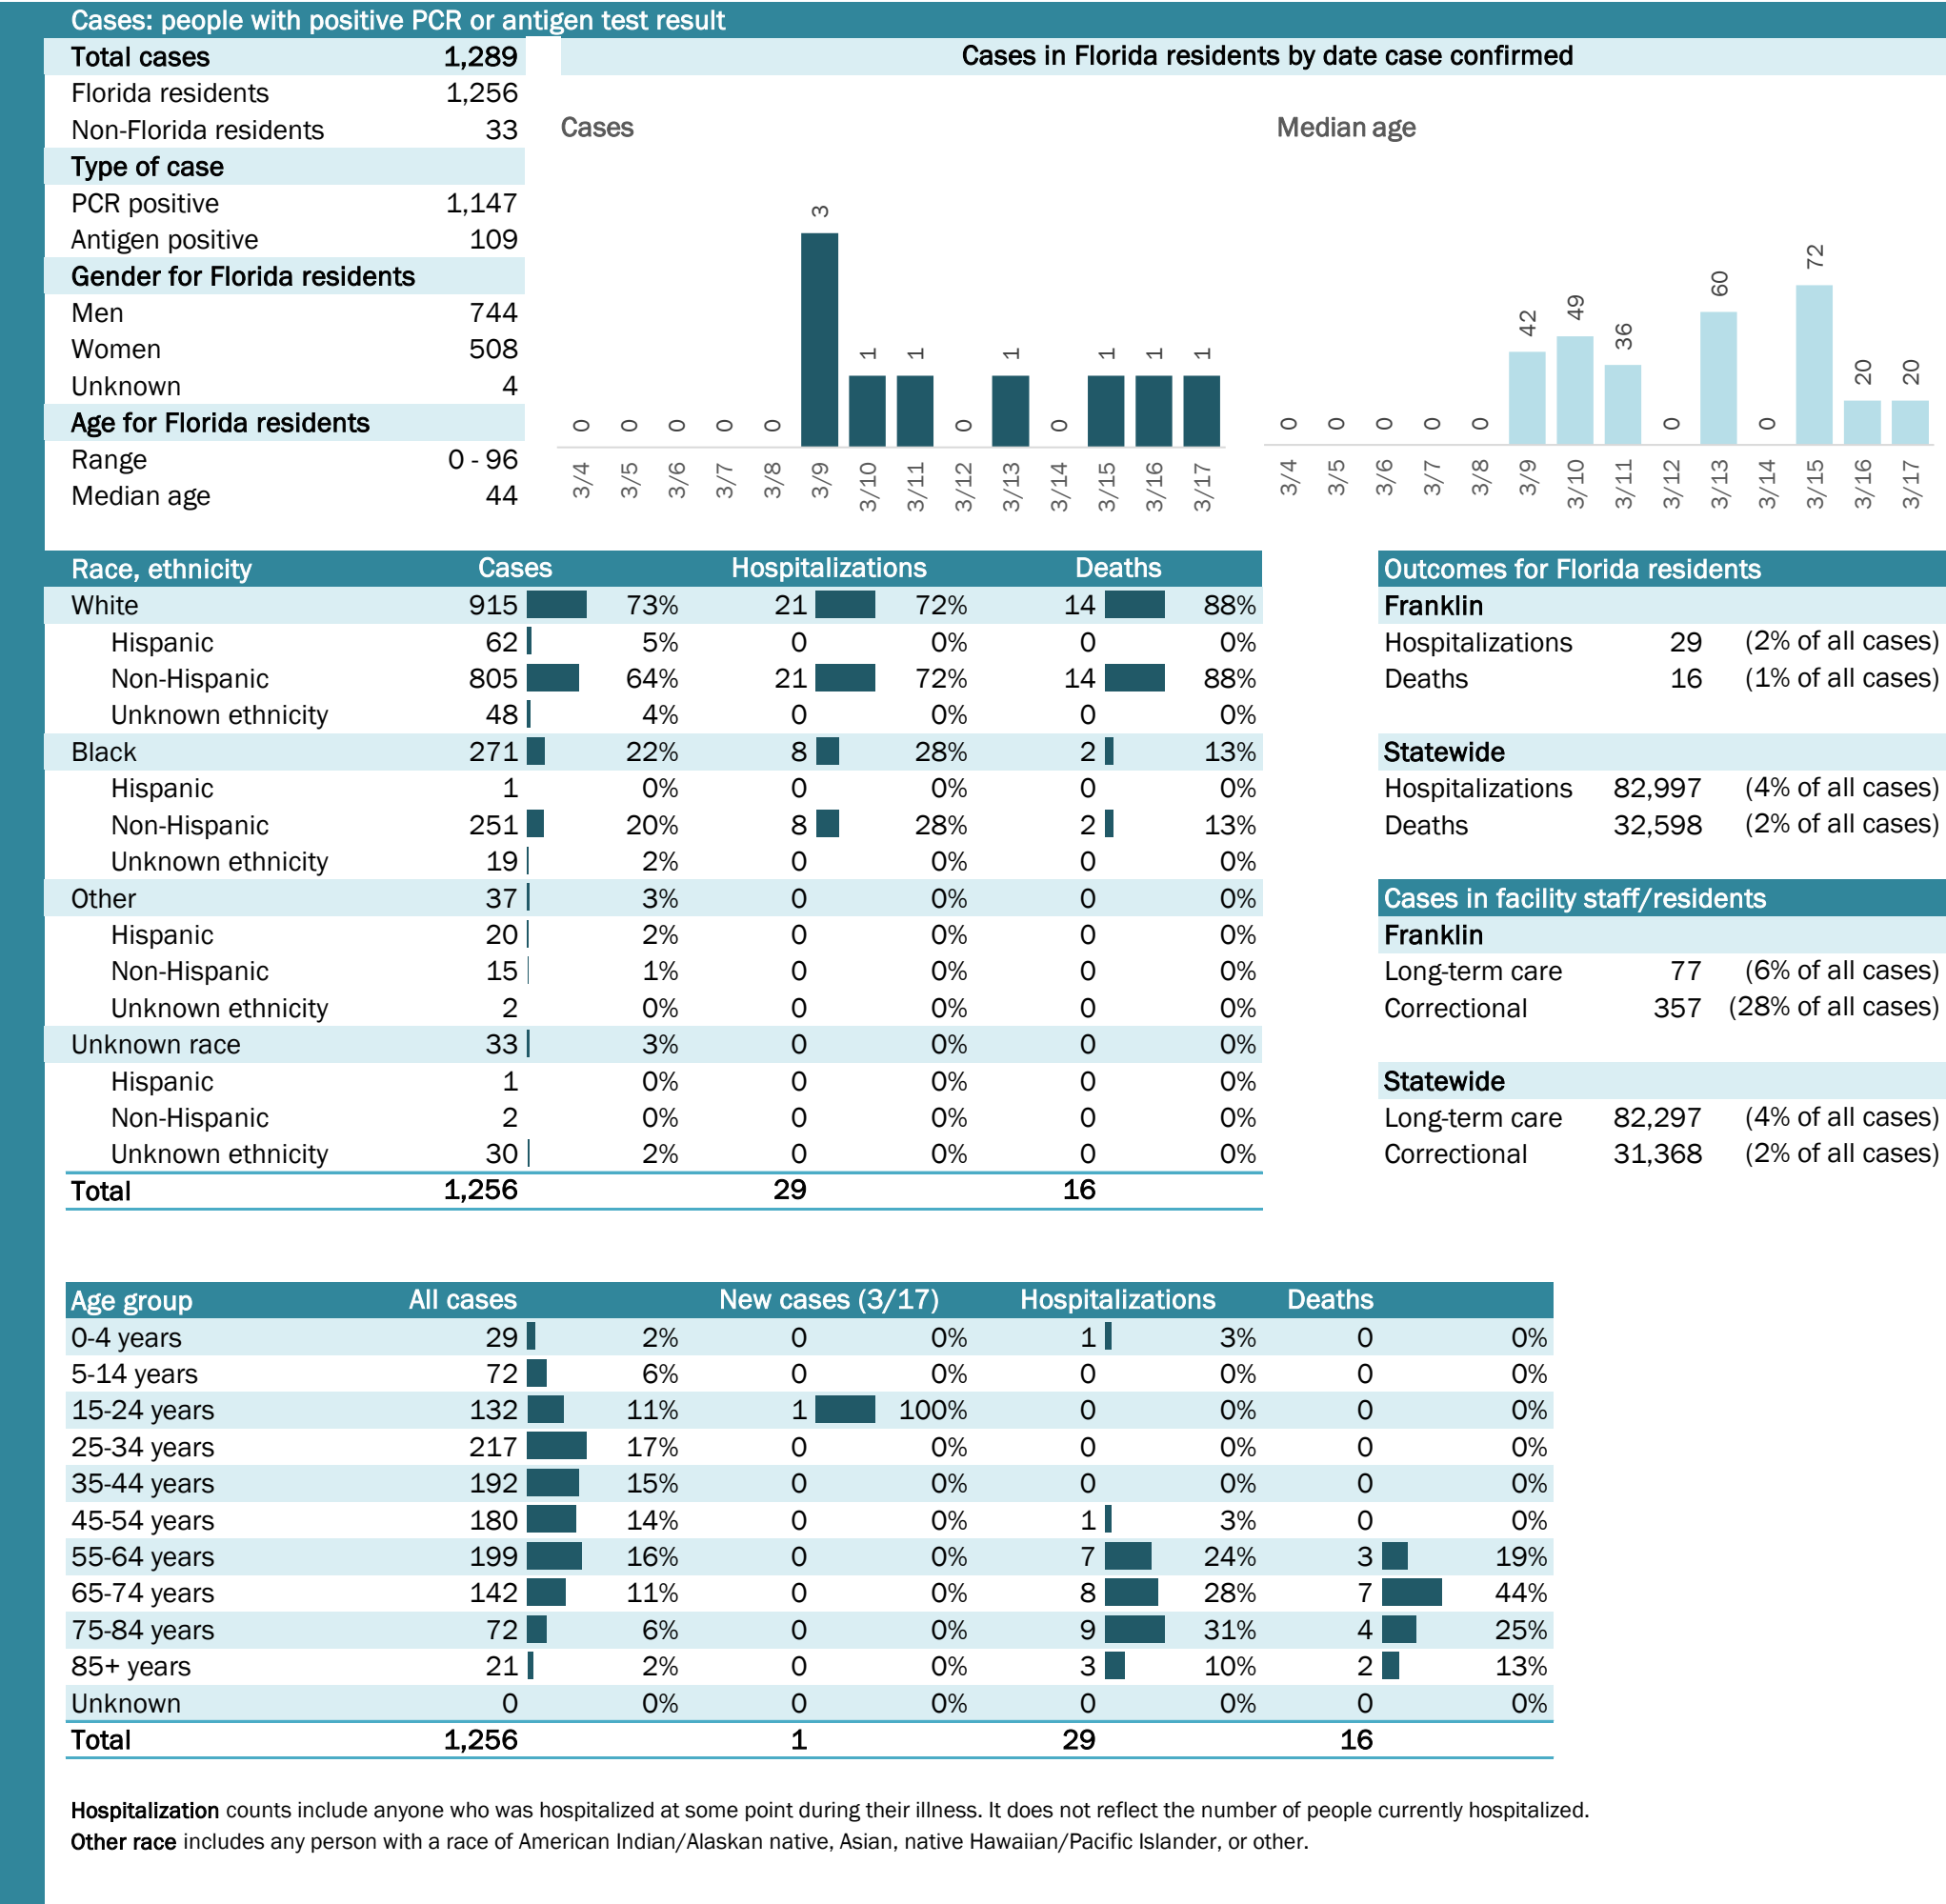 Cases: people with positive PCR or antigen test result
Total cases 1,289
Florida residents 1,256
Non-Florida residents 33
Type of case
PCR positive 1,147
Antigen positive 109
Gender for Florida residents
Men 744
Women 508
Unknown 4
Age for Florida residents
Range 0 - 96
Median age 44
Cases in Florida residents by date case confirmed
Cases
0 0 0 0 0 3 1 1 0 1 0 1 1 1
3/4 3/5 3/6 3/7 3/8 3/9 3/10 3/11 3/12 3/13 3/14 3/15 3/16 3/17
Median age
0 0 0 0 0 42 49 36 0 60 0 72 20 20
3/4 3/5 3/6 3/7 3/8 3/9 3/10 3/11 3/12 3/13 3/14 3/15 3/16 3/17
Race, ethnicity Cases Hospitalizations Deaths
White 915 73% 21 72% 14 88%
Hispanic 62 5% 0 0% 0 0%
Non-Hispanic 805 64% 21 72% 14 88%
Unknown ethnicity 48 4% 0 0% 0 0%
Black 271 22% 8 28% 2 13%
Hispanic 1 0% 0 0% 0 0%
Non-Hispanic 251 20% 8 28% 2 13%
Unknown ethnicity 19 2% 0 0% 0 0%
Other 37 3% 0 0% 0 0%
Hispanic 20 2% 0 0% 0 0%
Non-Hispanic 15 1% 0 0% 0 0%
Unknown ethnicity 2 0% 0 0% 0 0%
Unknown race 33 3% 0 0% 0 0%
Hispanic 1 0% 0 0% 0 0%
Non-Hispanic 2 0% 0 0% 0 0%
Unknown ethnicity 30 2% 0 0% 0 0%
Total 1,256 29 16
Outcomes for Florida residents
Franklin
Hospitalizations 29 (2% of all cases)
Deaths 16 (1% of all cases)
Statewide
Hospitalizations 82,997 (4% of all cases)
Deaths 32,598 (2% of all cases)
Cases in facility staff/residents
Franklin
Long-term care 77 (6% of all cases)
Correctional 357 (28% of all cases)
Statewide
Long-term care 82,297 (4% of all cases)
Correctional 31,368 (2% of all cases)
Age group All cases New cases (3/17) Hospitalizations Deaths
0-4 years 29 2% 0 0% 1 3% 0 0%
5-14 years 72 6% 0 0% 0 0% 0 0%
15-24 years 132 11% 1 100% 0 0% 0 0%
25-34 years 217 17% 0 0% 0 0% 0 0%
35-44 years 192 15% 0 0% 0 0% 0 0%
45-54 years 180 14% 0 0% 1 3% 0 0%
55-64 years 199 16% 0 0% 7 24% 3 19%
65-74 years 142 11% 0 0% 8 28% 7 44%
75-84 years 72 6% 0 0% 9 31% 4 25%
85+ years 21 2% 0 0% 3 10% 2 13%
Unknown 0 0% 0 0% 0 0% 0 0%
Total 1,256 1 29 16
Hospitalization counts include anyone who was hospitalized at some point during their illness. It does not reflect the number of people currently hospitalized.
Other race includes any person with a race of American Indian/Alaskan native, Asian, native Hawaiian/Pacific Islander, or other.